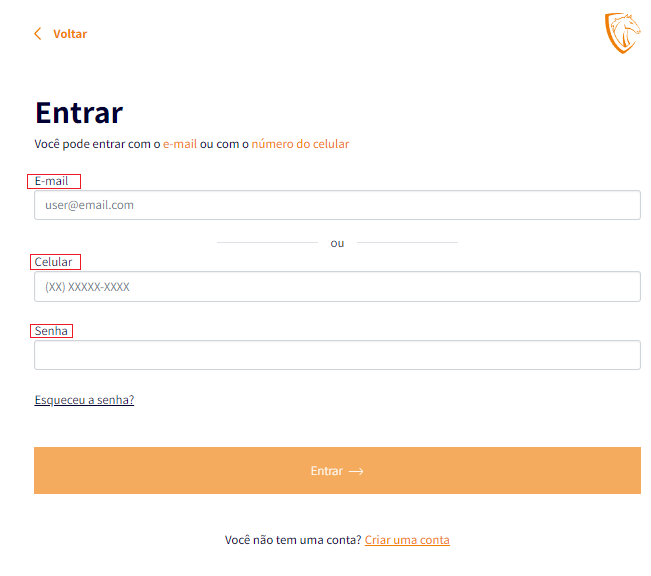 Voltar
Entrar
Você pode entrar com o e-mail ou com o número do celular
E-mail
user@email.com
ou
Celular
(XX) XXXXX-XXXX
Senha
Esqueceu a senha?
Entrar →
Você não tem uma conta? Criar uma conta